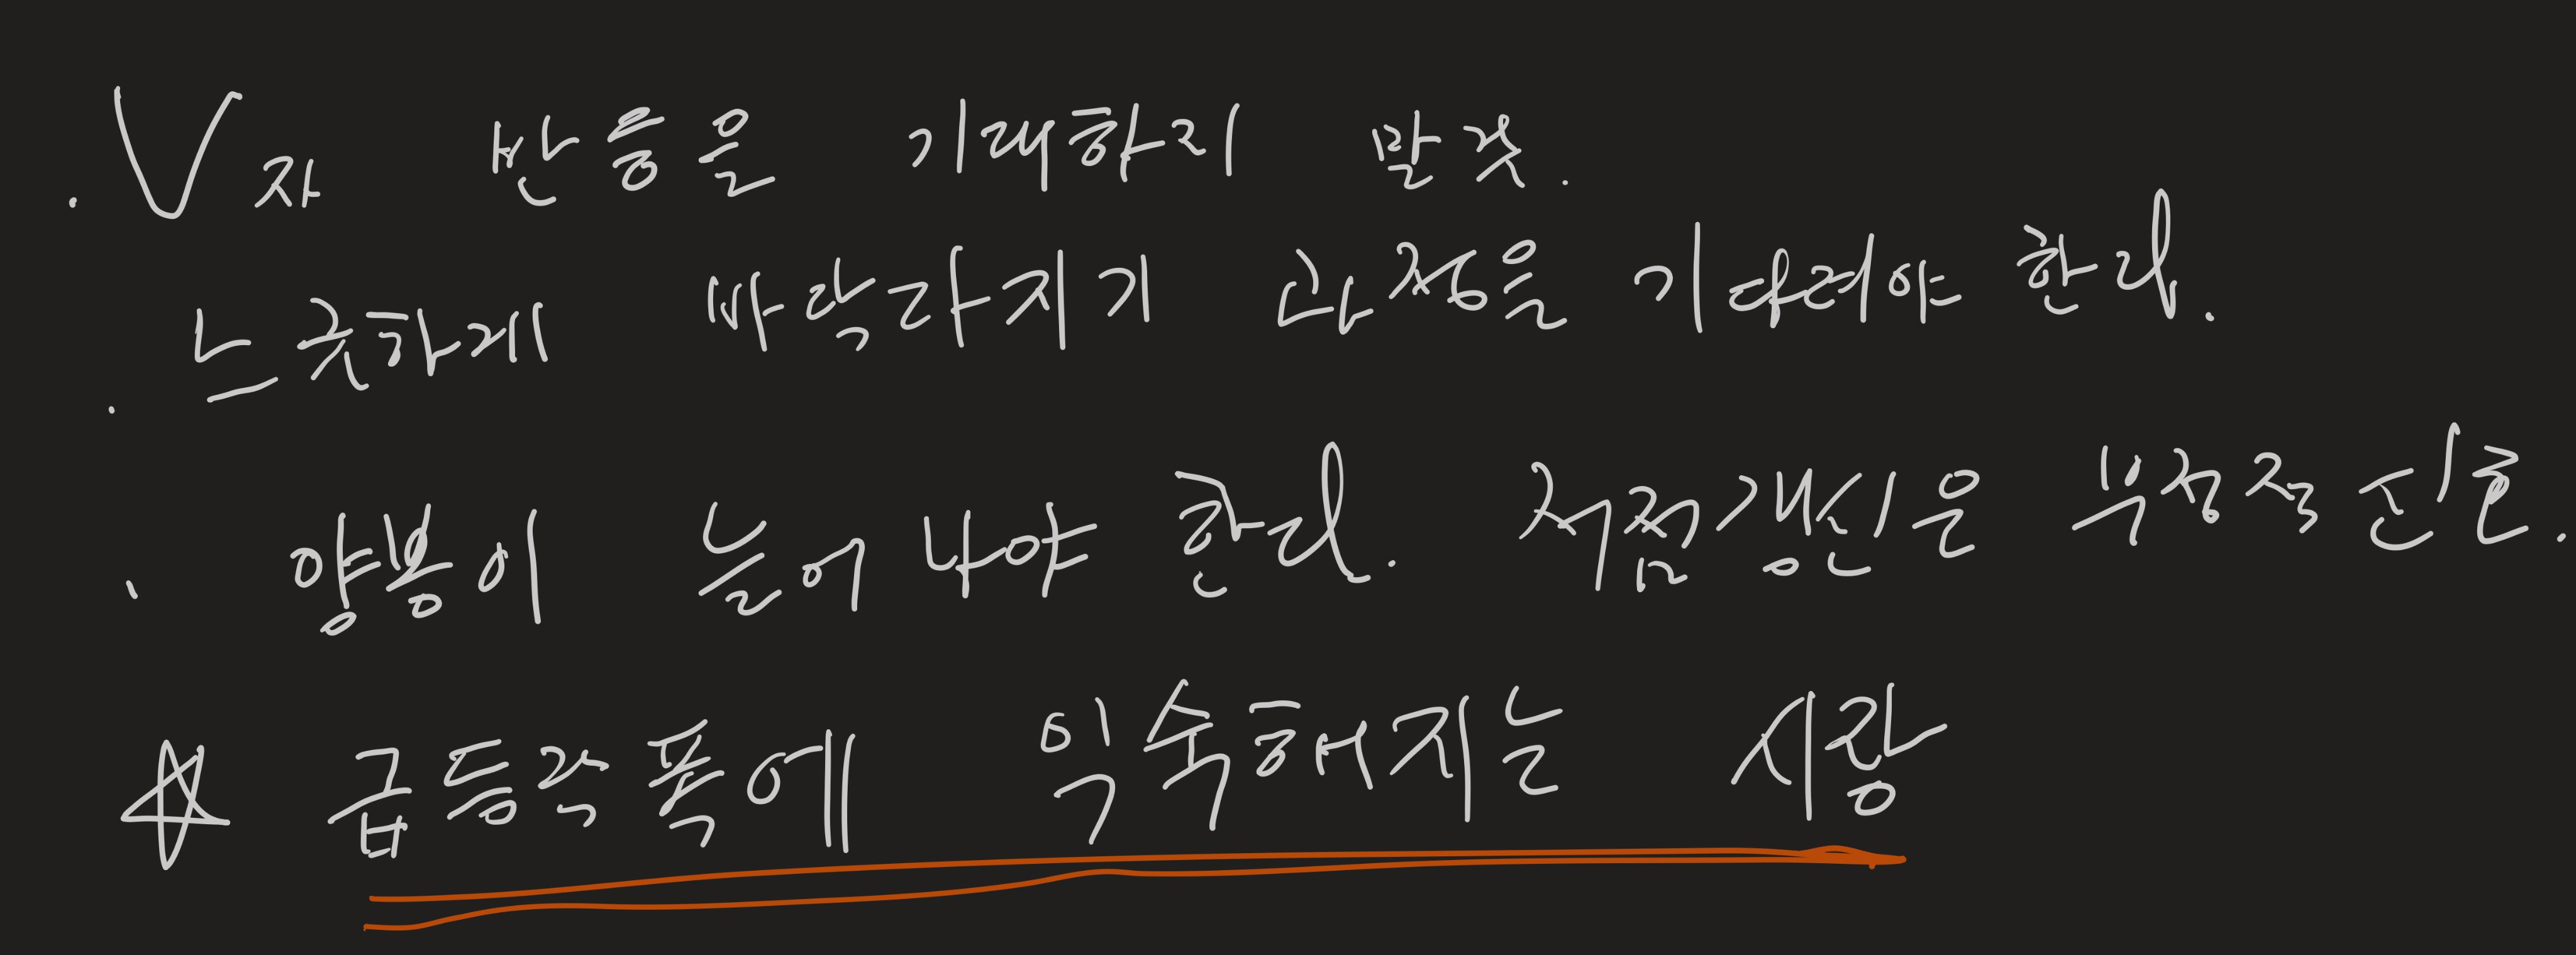 . V자 반등을 기대하지 말것.
. 느긋하게 바닥다지기 과정을 기다려야 한다.
. 양봉이 늘어나야 한다. 저점갱신은 부정적 신호.
☆ 급등락폭에 익숙해지는 시장